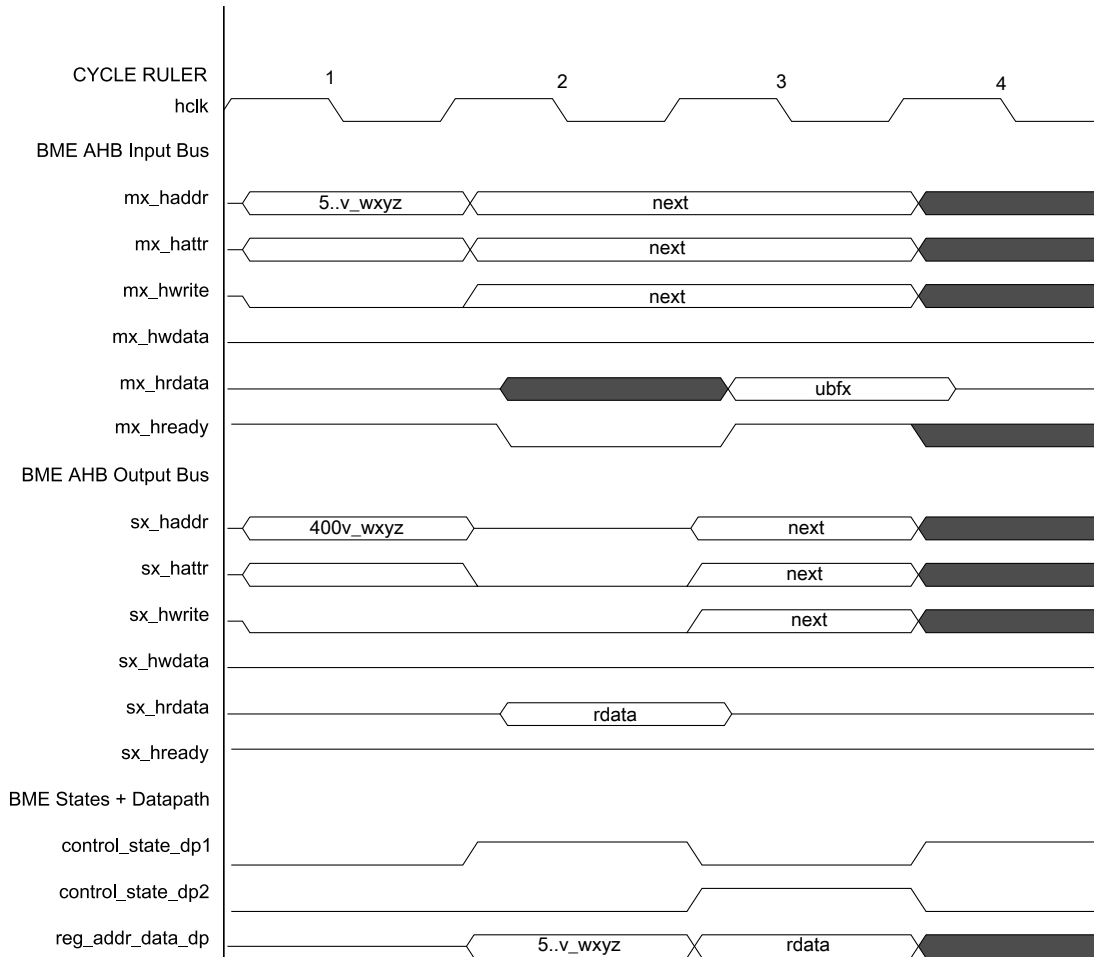 CYCLE RULER 1 2 3 4
hclk
BME AHB Input Bus
mx_haddr 5..v_wxyz next
mx_hattr next
mx_hwrite next
mx_hwdata
mx_hrdata ubfx
mx_hready
BME AHB Output Bus
sx_haddr 400v_wxyz next
sx_hattr next
sx_hwrite next
sx_hwdata
sx_hrdata rdata
sx_hready
BME States + Datapath
control_state_dp1
control_state_dp2
reg_addr_data_dp 5..v_wxyz rdata